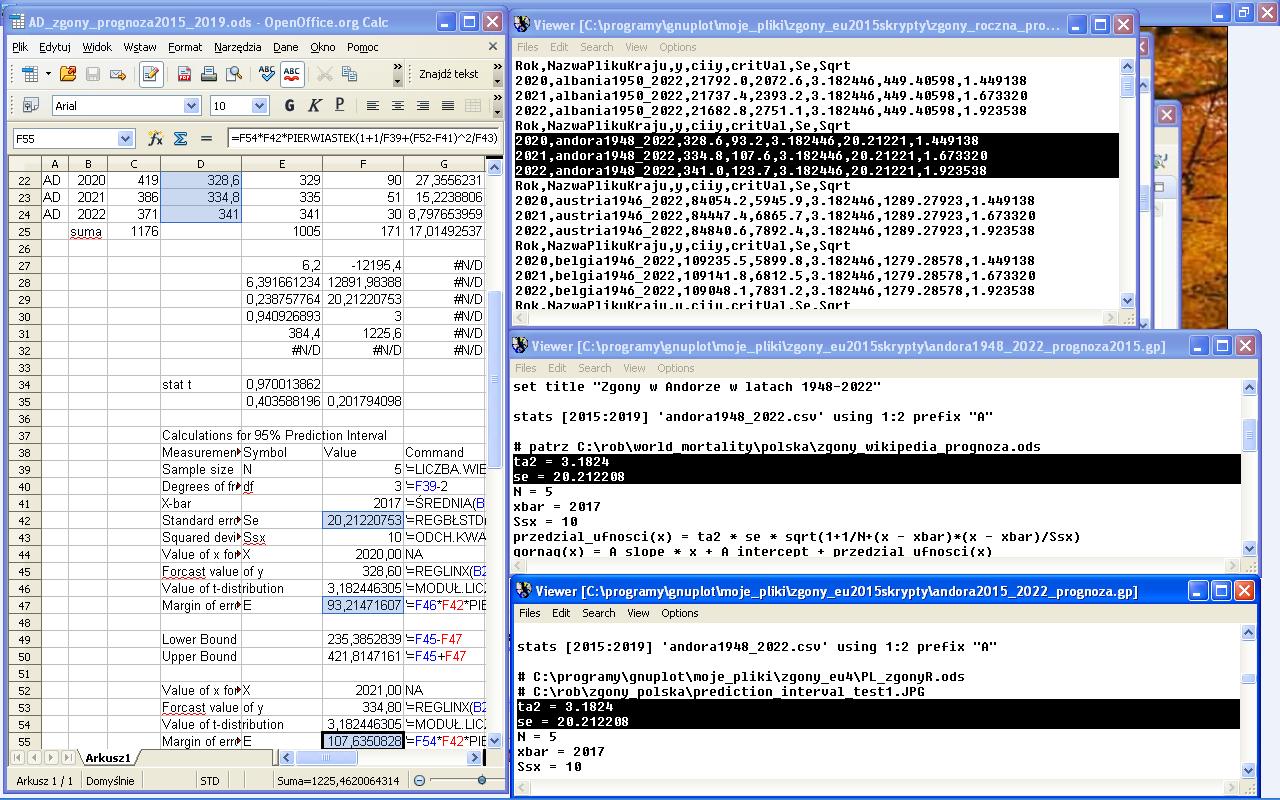 AD_zgony_prognoza2015_2019.ods - OpenOffice.org Calc
Plik Edytuj Widok Wstaw Format Narzędzia Dane Okno Pomoc
Znajdź tekst
Arial 10 G K P
F55 =F54*F42*PIERWIASTEK(1+1/F39+(F52-F41)^2/F43)
A B C D E F G
22 AD 2020 419 328,6 329 90
23 AD 2021 386 334,8 335 51
24 AD 2022 371 341 341 30 8,797653959
25 suma 1176 1005 171 17,01492537
26
27 6,2 -12195,4 #N/D
28 6,391661234 12891,98388 #N/D
29 0,238757764 20,21220753 #N/D
30 0,940926893 3 #N/D
31 384,4 1225,6 #N/D
32 #N/D #N/D #N/D
33
34 stat t 0,970013862
35 0,403588196 0,201794098
36
37 Calculations for 95% Prediction Interval
38 Measuremen Symbol Value Command
39 Sample size N 5 '=LICZBA.WIE
40 Degrees of fr df 3 '=F39-2
41 X-bar 2017 '=ŚREDNIA(B
42 Standard erro Se 20,21220753 '=REGBŁSTD(
43 Squared devi Ssx 10 '=ODCH.KWA
44 Value of x for X 2020,00 NA
45 Forcast value of y 328,60 '=REGLINX(B2
46 Value of t-distribution 3,182446305 '=MODUŁ.LIC
47 Margin of erro E 93,21471607 '=F46*F42*PIE
48
49 Lower Bound 235,3852839 '=F45-F47
50 Upper Bound 421,8147161 '=F45+F47
51
52 Value of x for X 2021,00 NA
53 Forcast value of y 334,80 '=REGLINX(B2
54 Value of t-distribution 3,182446305 '=MODUŁ.LIC
55 Margin of erro E 107,6350828 '=F54*F42*PIE
Arkusz1
Arkusz 1 / 1 Domyślnie STD Suma=1225,4620064314
Viewer [C:\programy\gnuplot\moje_pliki\zgony_eu2015skrypty\zgony_roczna_pro...
Files Edit Search View Options
Rok,NazwaPlikuKraju,y,ciiy,critVal,Se,Sqrt
2020,albania1950_2022,21792.0,2072.6,3.182446,449.40598,1.449138
2021,albania1950_2022,21737.4,2393.2,3.182446,449.40598,1.673320
2022,albania1950_2022,21682.8,2751.1,3.182446,449.40598,1.923538
Rok,NazwaPlikuKraju,y,ciiy,critVal,Se,Sqrt
2020,andora1948_2022,328.6,93.2,3.182446,20.21221,1.449138
2021,andora1948_2022,334.8,107.6,3.182446,20.21221,1.673320
2022,andora1948_2022,341.0,123.7,3.182446,20.21221,1.923538
Rok,NazwaPlikuKraju,y,ciiy,critVal,Se,Sqrt
2020,austria1946_2022,84054.2,5945.9,3.182446,1289.27923,1.449138
2021,austria1946_2022,84447.4,6865.7,3.182446,1289.27923,1.673320
2022,austria1946_2022,84840.6,7892.4,3.182446,1289.27923,1.923538
Rok,NazwaPlikuKraju,y,ciiy,critVal,Se,Sqrt
2020,belgia1946_2022,109235.5,5899.8,3.182446,1279.28578,1.449138
2021,belgia1946_2022,109141.8,6812.5,3.182446,1279.28578,1.673320
2022,belgia1946_2022,109048.1,7831.2,3.182446,1279.28578,1.923538
Rok,NazwaPlikuKraju,y,ciiy,critVal,Se,Sqrt
Viewer [C:\programy\gnuplot\moje_pliki\zgony_eu2015skrypty\andora1948_2022_prognoza2015.gp]
Files Edit Search View Options
set title "Zgony w Andorze w latach 1948-2022"
stats [2015:2019] 'andora1948_2022.csv' using 1:2 prefix "A"
# patrz C:\rob\world_mortality\polska\zgony_wikipedia_prognoza.ods
ta2 = 3.1824
se = 20.212208
N = 5
xbar = 2017
Ssx = 10
przedzial_ufnosci(x) = ta2 * se * sqrt(1+1/N+(x - xbar)*(x - xbar)/Ssx)
gornag(x) = A_slope * x + A_intercept + przedzial_ufnosci(x)
Viewer [C:\programy\gnuplot\moje_pliki\zgony_eu2015skrypty\andora2015_2022_prognoza.gp]
Files Edit Search View Options
stats [2015:2019] 'andora1948_2022.csv' using 1:2 prefix "A"
# C:\programy\gnuplot\moje_pliki\zgony_eu4\PL_zgonyR.ods
# C:\rob\zgony_polska\prediction_interval_test1.JPG
ta2 = 3.1824
se = 20.212208
N = 5
xbar = 2017
Ssx = 10